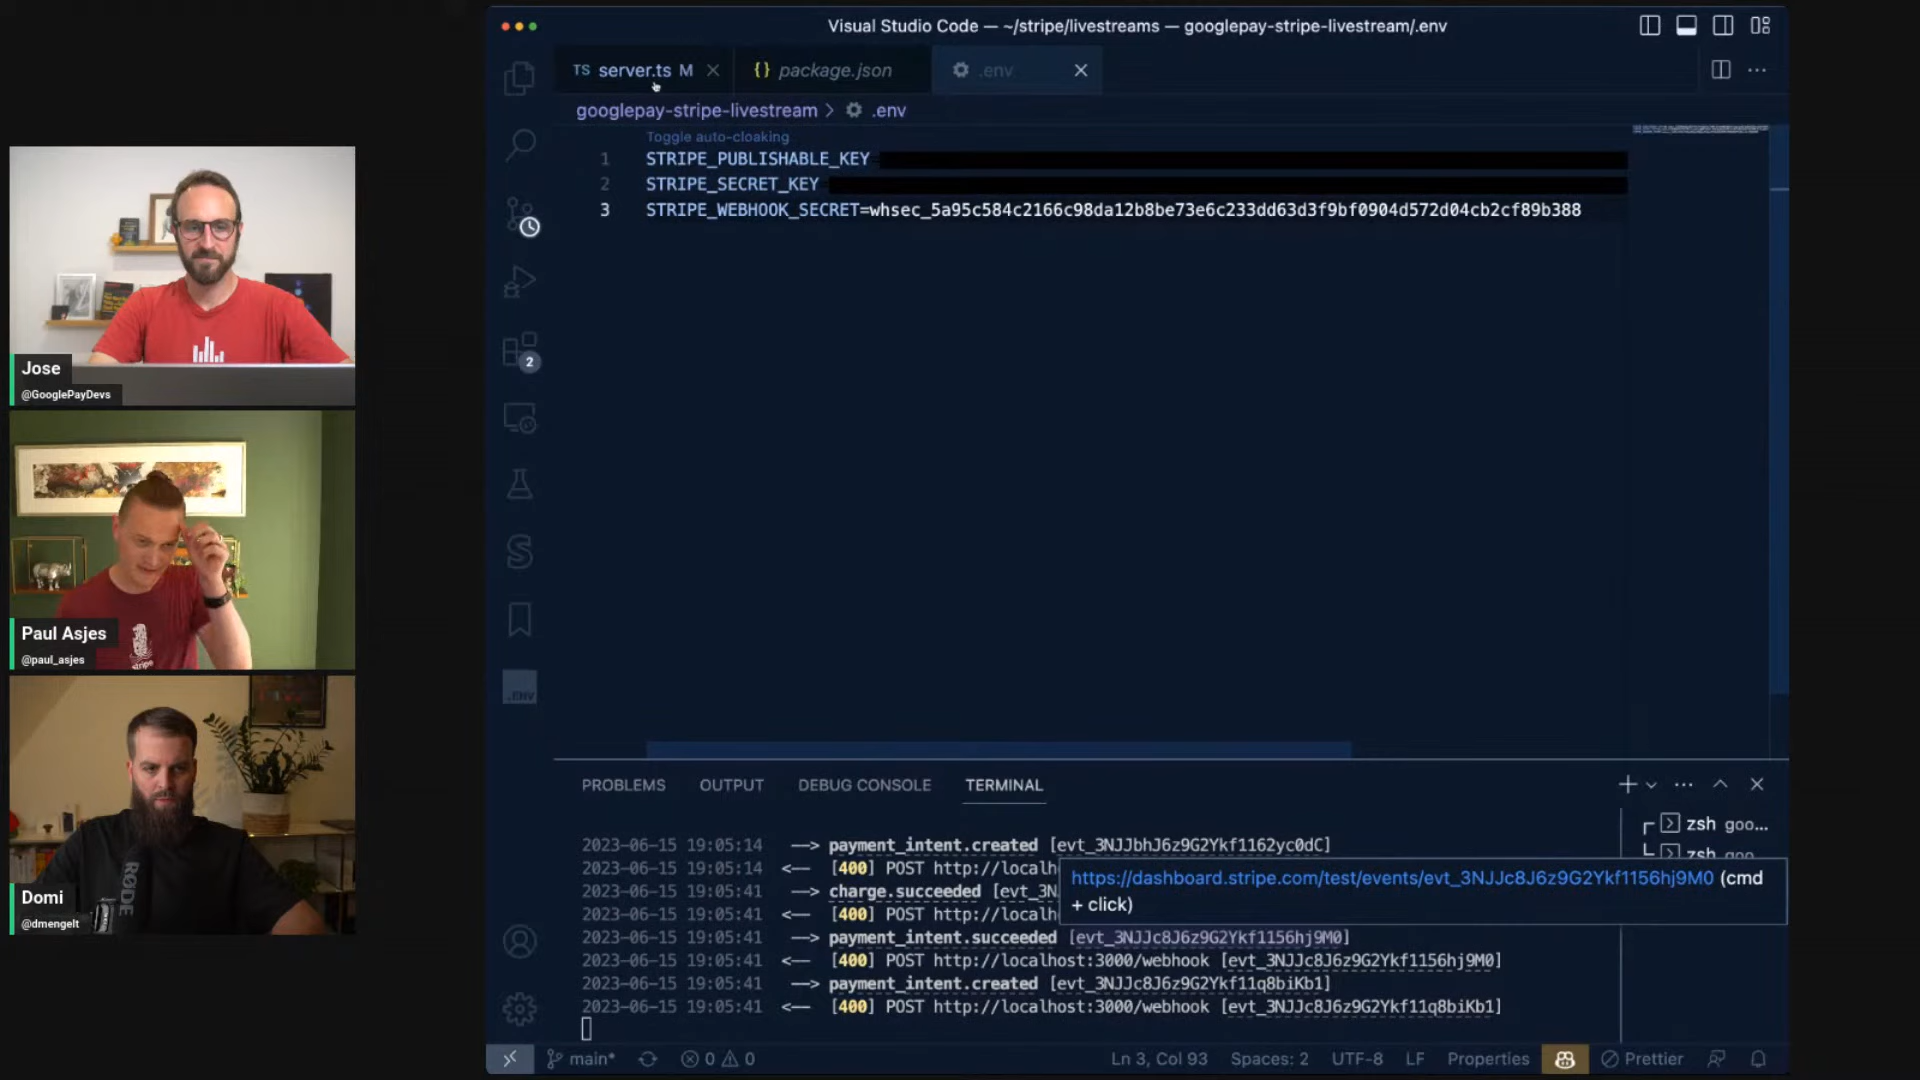 Visual Studio Code — ~/stripe/livestreams — googlepay-stripe-livestream/.env
TS server.ts M
{} package.json
.env
googlepay-stripe-livestream > .env
Toggle auto-cloaking
1 STRIPE_PUBLISHABLE_KEY
2 STRIPE_SECRET_KEY
3 STRIPE_WEBHOOK_SECRET=whsec_5a95c584c2166c98da12b8be73e6c233dd63d3f9bf0904d572d04cb2cf89b388
2
.ENV
Jose
@GooglePayDevs
Paul Asjes
@paul_asjes
stripe
Domi
@dmengelt
RØDE
PROBLEMS OUTPUT DEBUG CONSOLE TERMINAL
zsh goo...
zsh goo
2023-06-15 19:05:14 --> payment_intent.created [evt_3NJJbhJ6z9G2Ykf1162yc0dC]
2023-06-15 19:05:14 <-- [400] POST http://localh
2023-06-15 19:05:41 --> charge.succeeded [evt_3N
2023-06-15 19:05:41 <-- [400] POST http://localh
https://dashboard.stripe.com/test/events/evt_3NJJc8J6z9G2Ykf1156hj9M0 (cmd
+ click)
2023-06-15 19:05:41 --> payment_intent.succeeded [evt_3NJJc8J6z9G2Ykf1156hj9M0]
2023-06-15 19:05:41 <-- [400] POST http://localhost:3000/webhook [evt_3NJJc8J6z9G2Ykf1156hj9M0]
2023-06-15 19:05:41 --> payment_intent.created [evt_3NJJc8J6z9G2Ykf11q8biKb1]
2023-06-15 19:05:41 <-- [400] POST http://localhost:3000/webhook [evt_3NJJc8J6z9G2Ykf11q8biKb1]
main* 0 0 Ln 3, Col 93 Spaces: 2 UTF-8 LF Properties Prettier